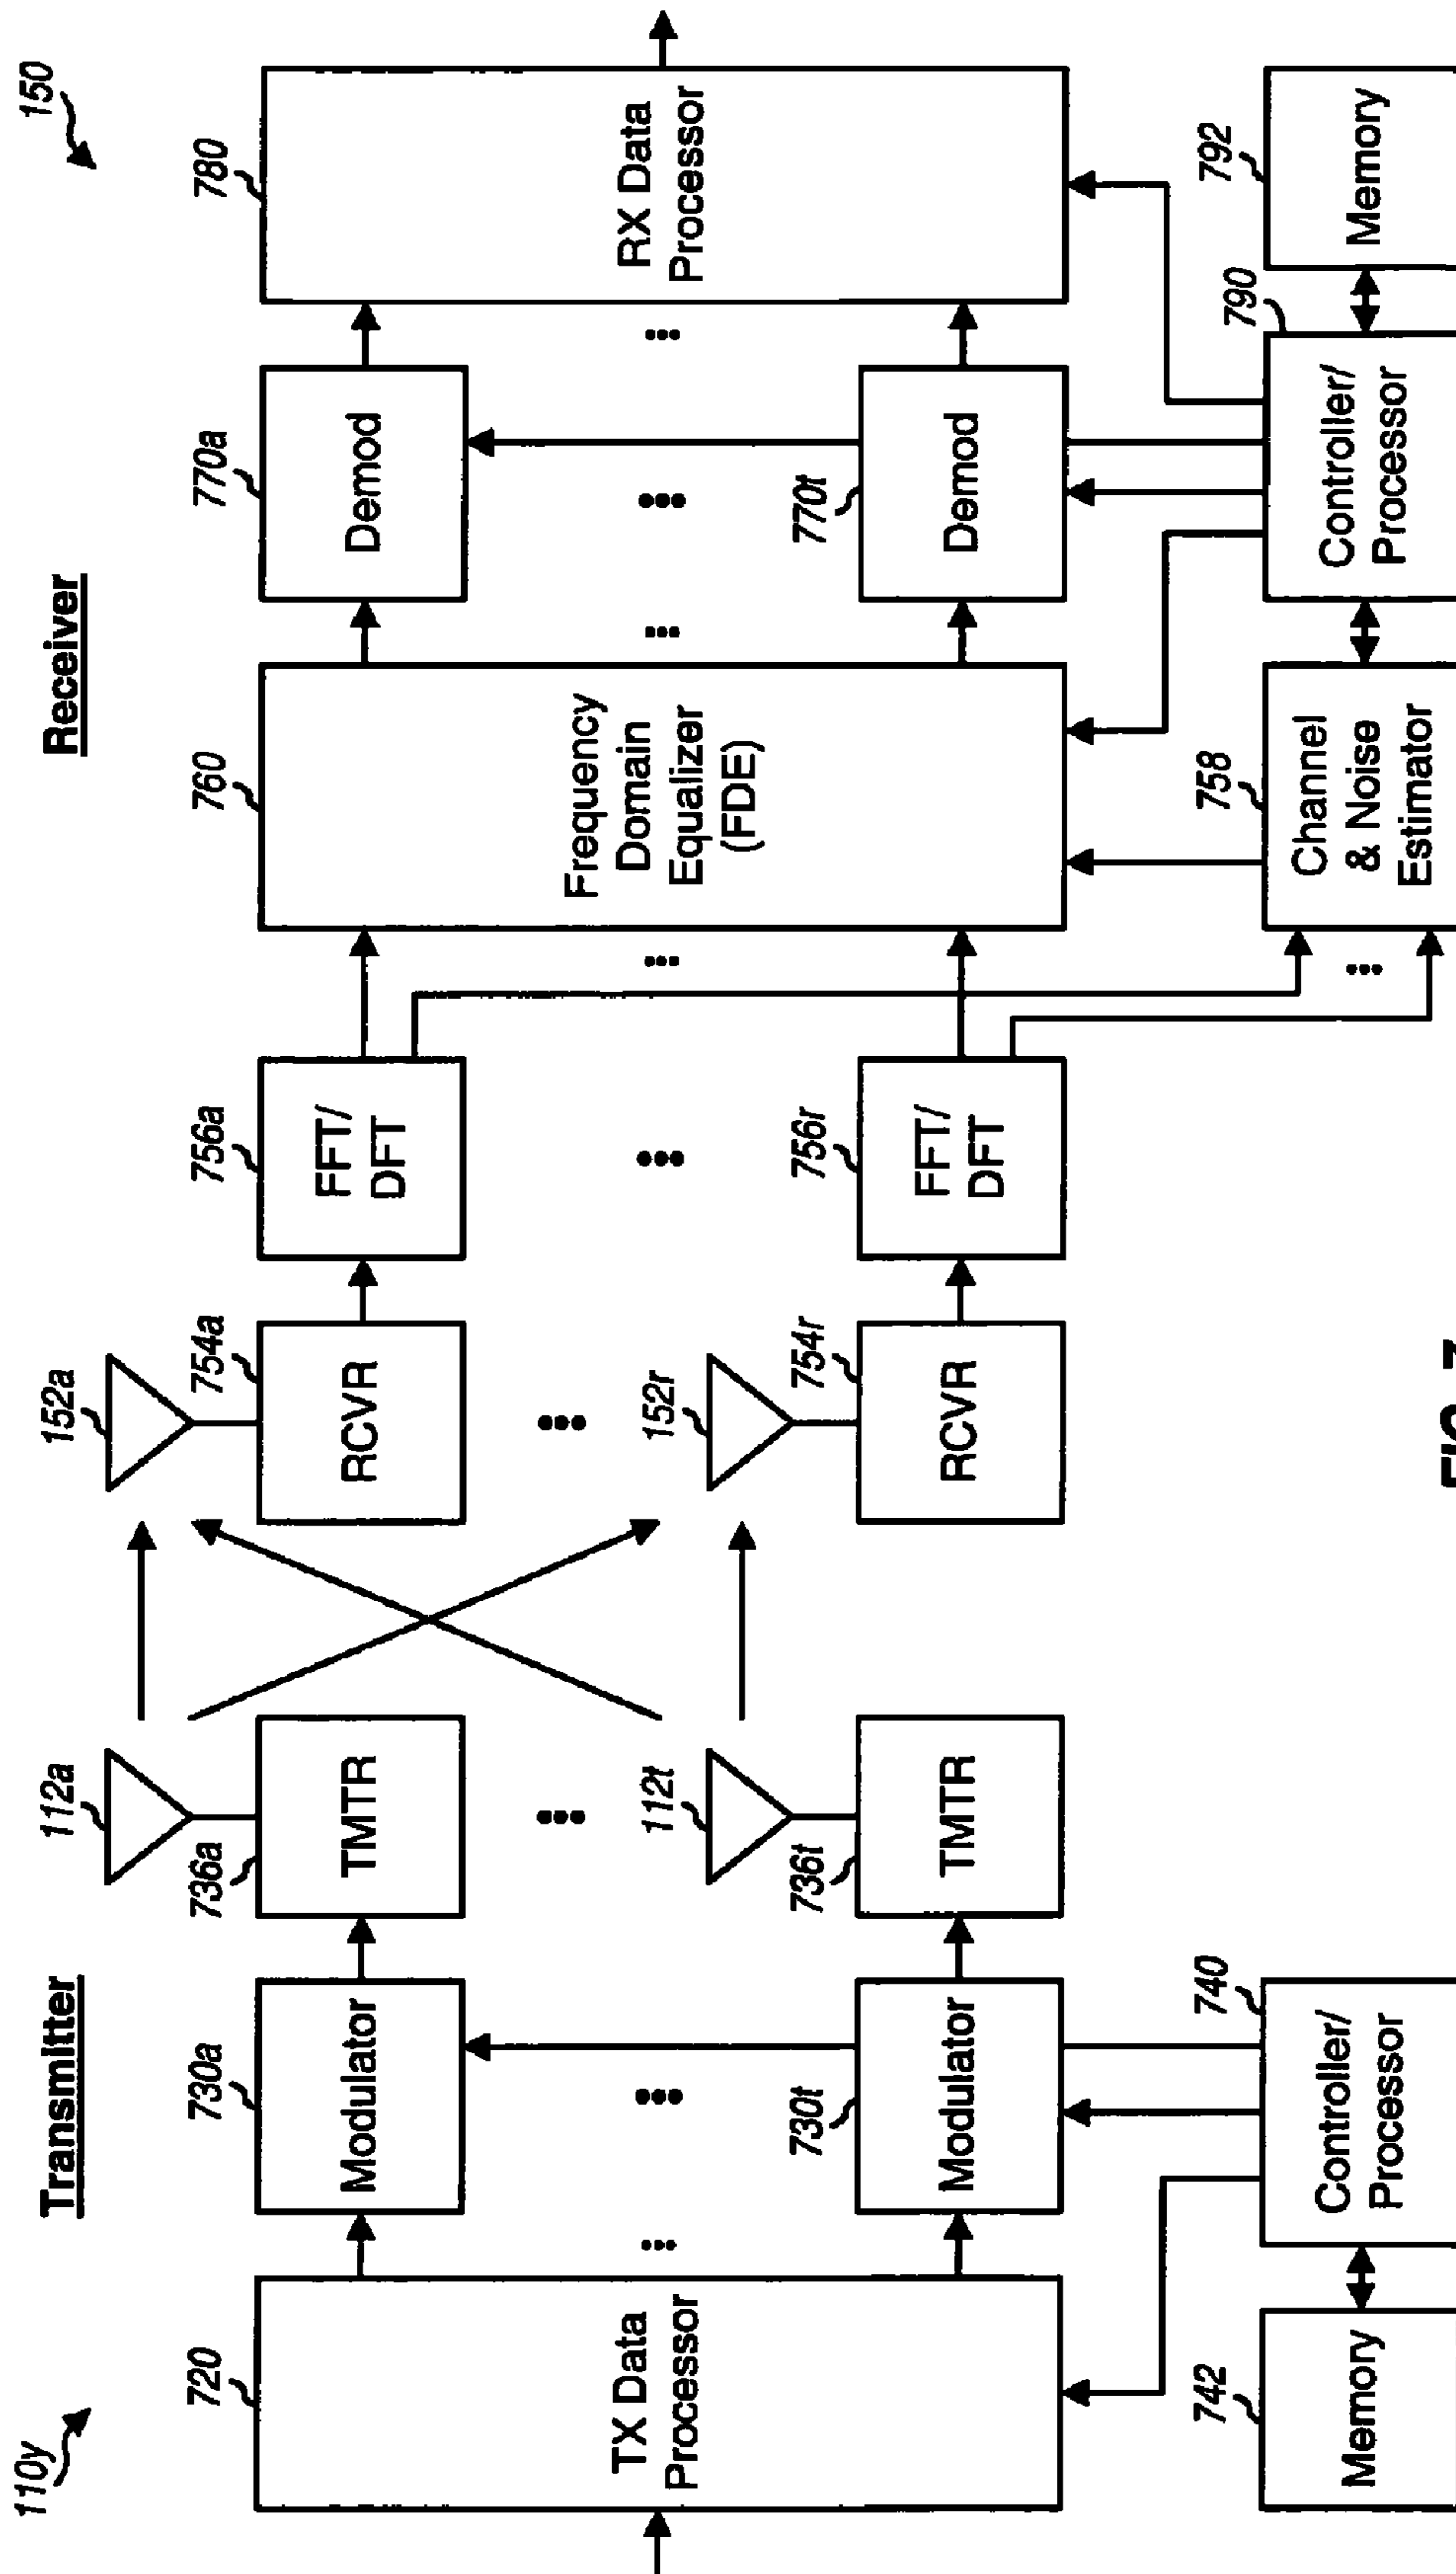 Transmitter
Receiver
110y
150
720
TX Data
Processor
730a
Modulator
...
730t
Modulator
...
736a
TMTR
...
736t
TMTR
112a
112t
152a
152r
754a
RCVR
...
754r
RCVR
756a
FFT/
DFT
...
756r
FFT/
DFT
...
760
Frequency
Domain
Equalizer
(FDE)
...
770a
Demod
...
770t
Demod
...
780
RX Data
Processor
742
Memory
740
Controller/
Processor
...
758
Channel
& Noise
Estimator
790
Controller/
Processor
792
Memory